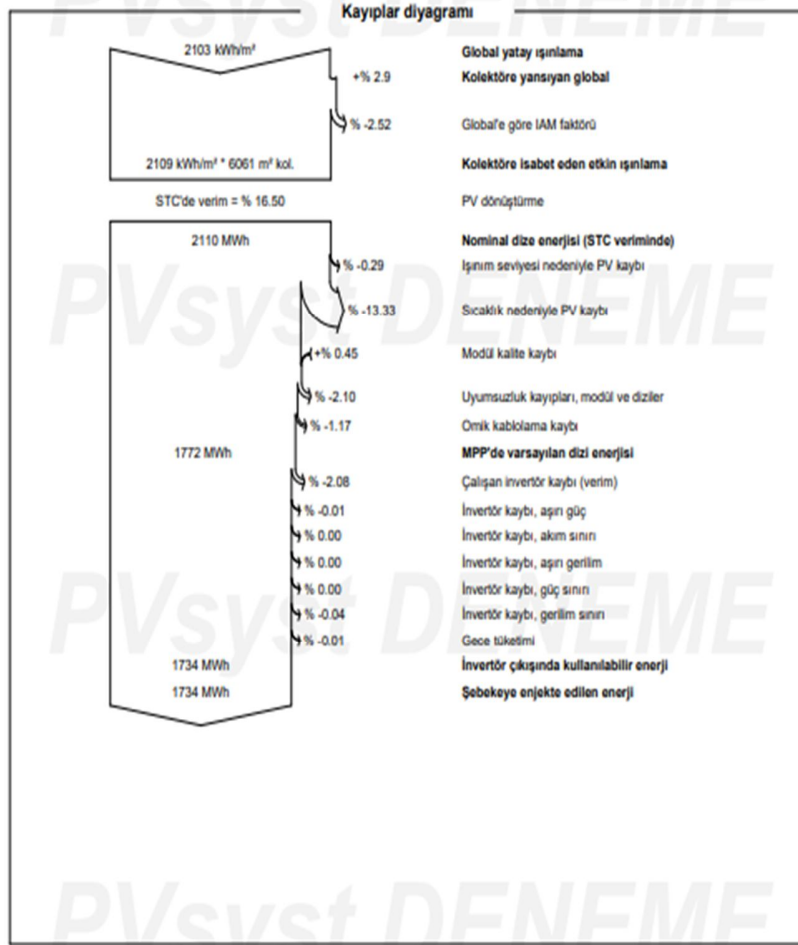 Kayıplar diyagramı
2103 kWh/m² Global yatay ışınlama
+% 2.9 Kolektöre yansıyan global
% -2.52 Global'e göre IAM faktörü
2109 kWh/m² * 6061 m² kol. Kolektöre isabet eden etkin ışınlama
STC'de verim = % 16.50 PV dönüştürme
2110 MWh Nominal dize enerjisi (STC veriminde)
% -0.29 Işınım seviyesi nedeniyle PV kaybı
PVsyst DENEME
% -13.33 Sıcaklık nedeniyle PV kaybı
+% 0.45 Modül kalite kaybı
% -2.10 Uyumsuzluk kayıpları, modül ve diziler
% -1.17 Omik kablolama kaybı
1772 MWh MPP'de varsayılan dizi enerjisi
% -2.08 Çalışan invertör kaybı (verim)
% -0.01 İnvertör kaybı, aşırı güç
% 0.00 İnvertör kaybı, akım sınırı
% 0.00 İnvertör kaybı, aşırı gerilim
% 0.00 İnvertör kaybı, güç sınırı
PVsyst DENEME
% -0.04 İnvertör kaybı, gerilim sınırı
% -0.01 Gece tüketimi
1734 MWh İnvertör çıkışında kullanılabilir enerji
1734 MWh Şebekeye enjekte edilen enerji
PVsyst DENEME